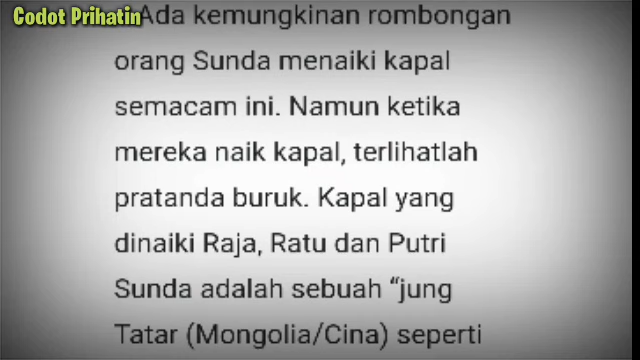 Codot Prihatin
Ada kemungkinan rombongan
orang Sunda menaiki kapal
semacam ini. Namun ketika
mereka naik kapal, terlihatlah
pratanda buruk. Kapal yang
dinaiki Raja, Ratu dan Putri
Sunda adalah sebuah “jung
Tatar (Mongolia/Cina) seperti